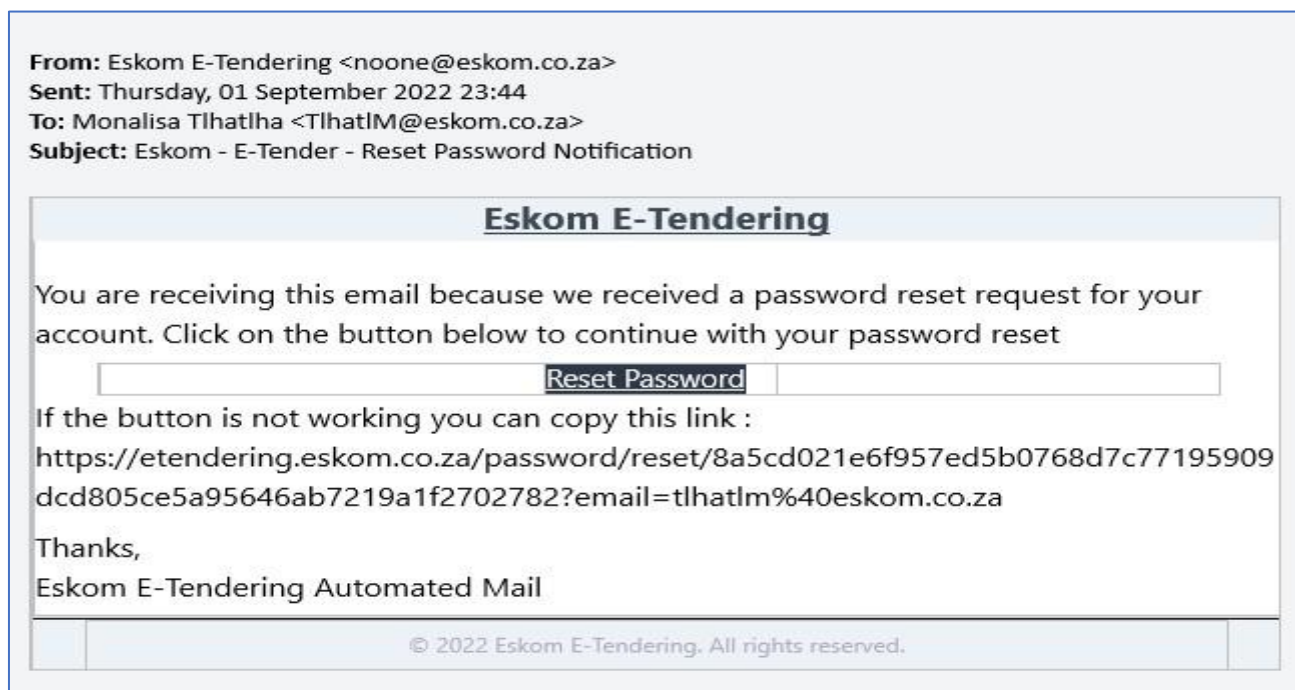 From: Eskom E-Tendering <noone@eskom.co.za>
Sent: Thursday, 01 September 2022 23:44
To: Monalisa Tlhatlha <TlhatlM@eskom.co.za>
Subject: Eskom - E-Tender - Reset Password Notification
Eskom E-Tendering
You are receiving this email because we received a password reset request for your
account. Click on the button below to continue with your password reset
Reset Password
If the button is not working you can copy this link :
https://etendering.eskom.co.za/password/reset/8a5cd021e6f957ed5b0768d7c77195909
dcd805ce5a95646ab7219a1f2702782?email=tlhatlm%40eskom.co.za
Thanks,
Eskom E-Tendering Automated Mail
© 2022 Eskom E-Tendering. All rights reserved.